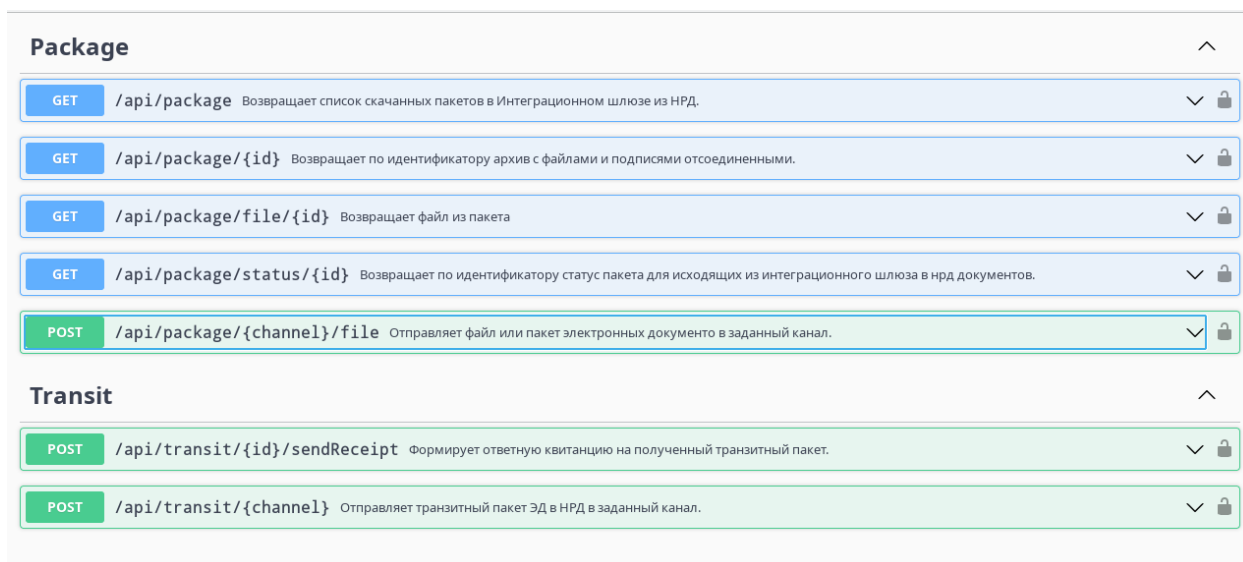 Package
GET /api/package Возвращает список скачанных пакетов в Интеграционном шлюзе из НРД.
GET /api/package/{id} Возвращает по идентификатору архив с файлами и подписями отсоединенными.
GET /api/package/file/{id} Возвращает файл из пакета
GET /api/package/status/{id} Возвращает по идентификатору статус пакета для исходящих из интеграционного шлюза в нрд документов.
POST /api/package/{channel}/file Отправляет файл или пакет электронных документо в заданный канал.
Transit
POST /api/transit/{id}/sendReceipt Формирует ответную квитанцию на полученный транзитный пакет.
POST /api/transit/{channel} Отправляет транзитный пакет ЭД в НРД в заданный канал.